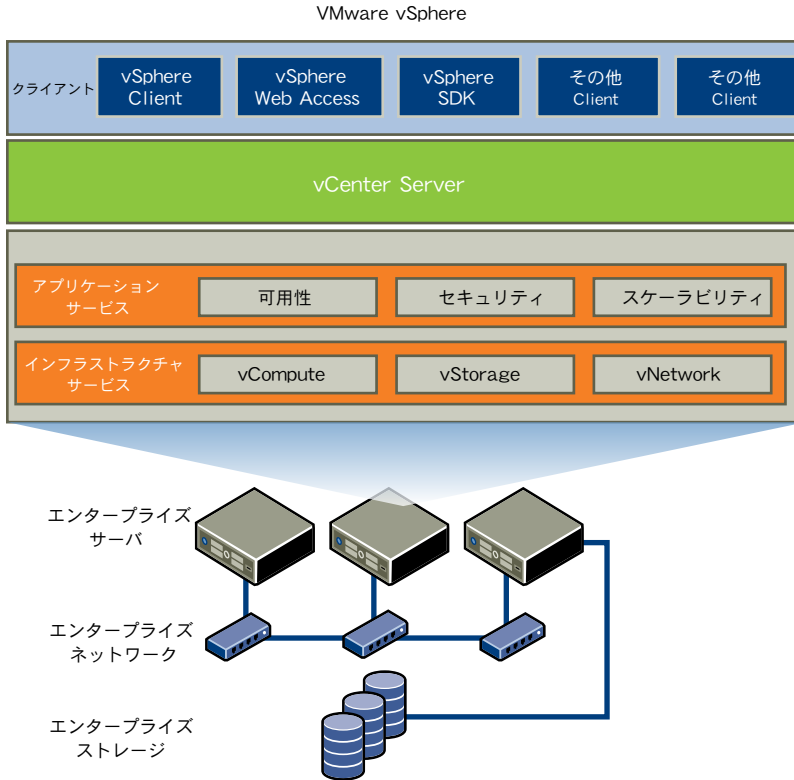 VMware vSphere
クライアント
vSphere
Client
vSphere
Web Access
vSphere
SDK
その他
Client
その他
Client
vCenter Server
アプリケーション
サービス
可用性
セキュリティ
スケーラビリティ
インフラストラクチャ
サービス
vCompute
vStorage
vNetwork
エンタープライズ
サーバ
エンタープライズ
ネットワーク
エンタープライズ
ストレージ